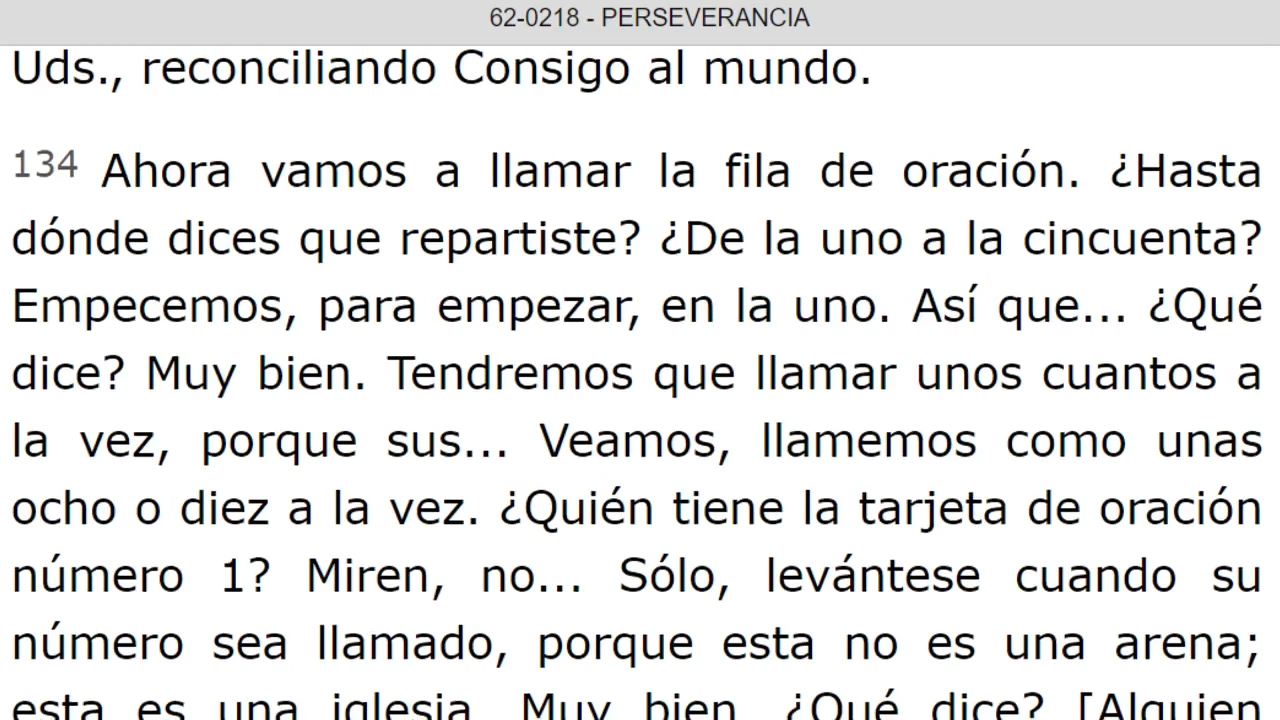 62-0218 - PERSEVERANCIA
Uds., reconciliando Consigo al mundo.
134 Ahora vamos a llamar la fila de oración. ¿Hasta
dónde dices que repartiste? ¿De la uno a la cincuenta?
Empecemos, para empezar, en la uno. Así que... ¿Qué
dice? Muy bien. Tendremos que llamar unos cuantos a
la vez, porque sus... Veamos, llamemos como unas
ocho o diez a la vez. ¿Quién tiene la tarjeta de oración
número 1? Miren, no... Sólo, levántese cuando su
número sea llamado, porque esta no es una arena;
esta es una iglesia. Muy bien. ¿Qué dice? [Alguien